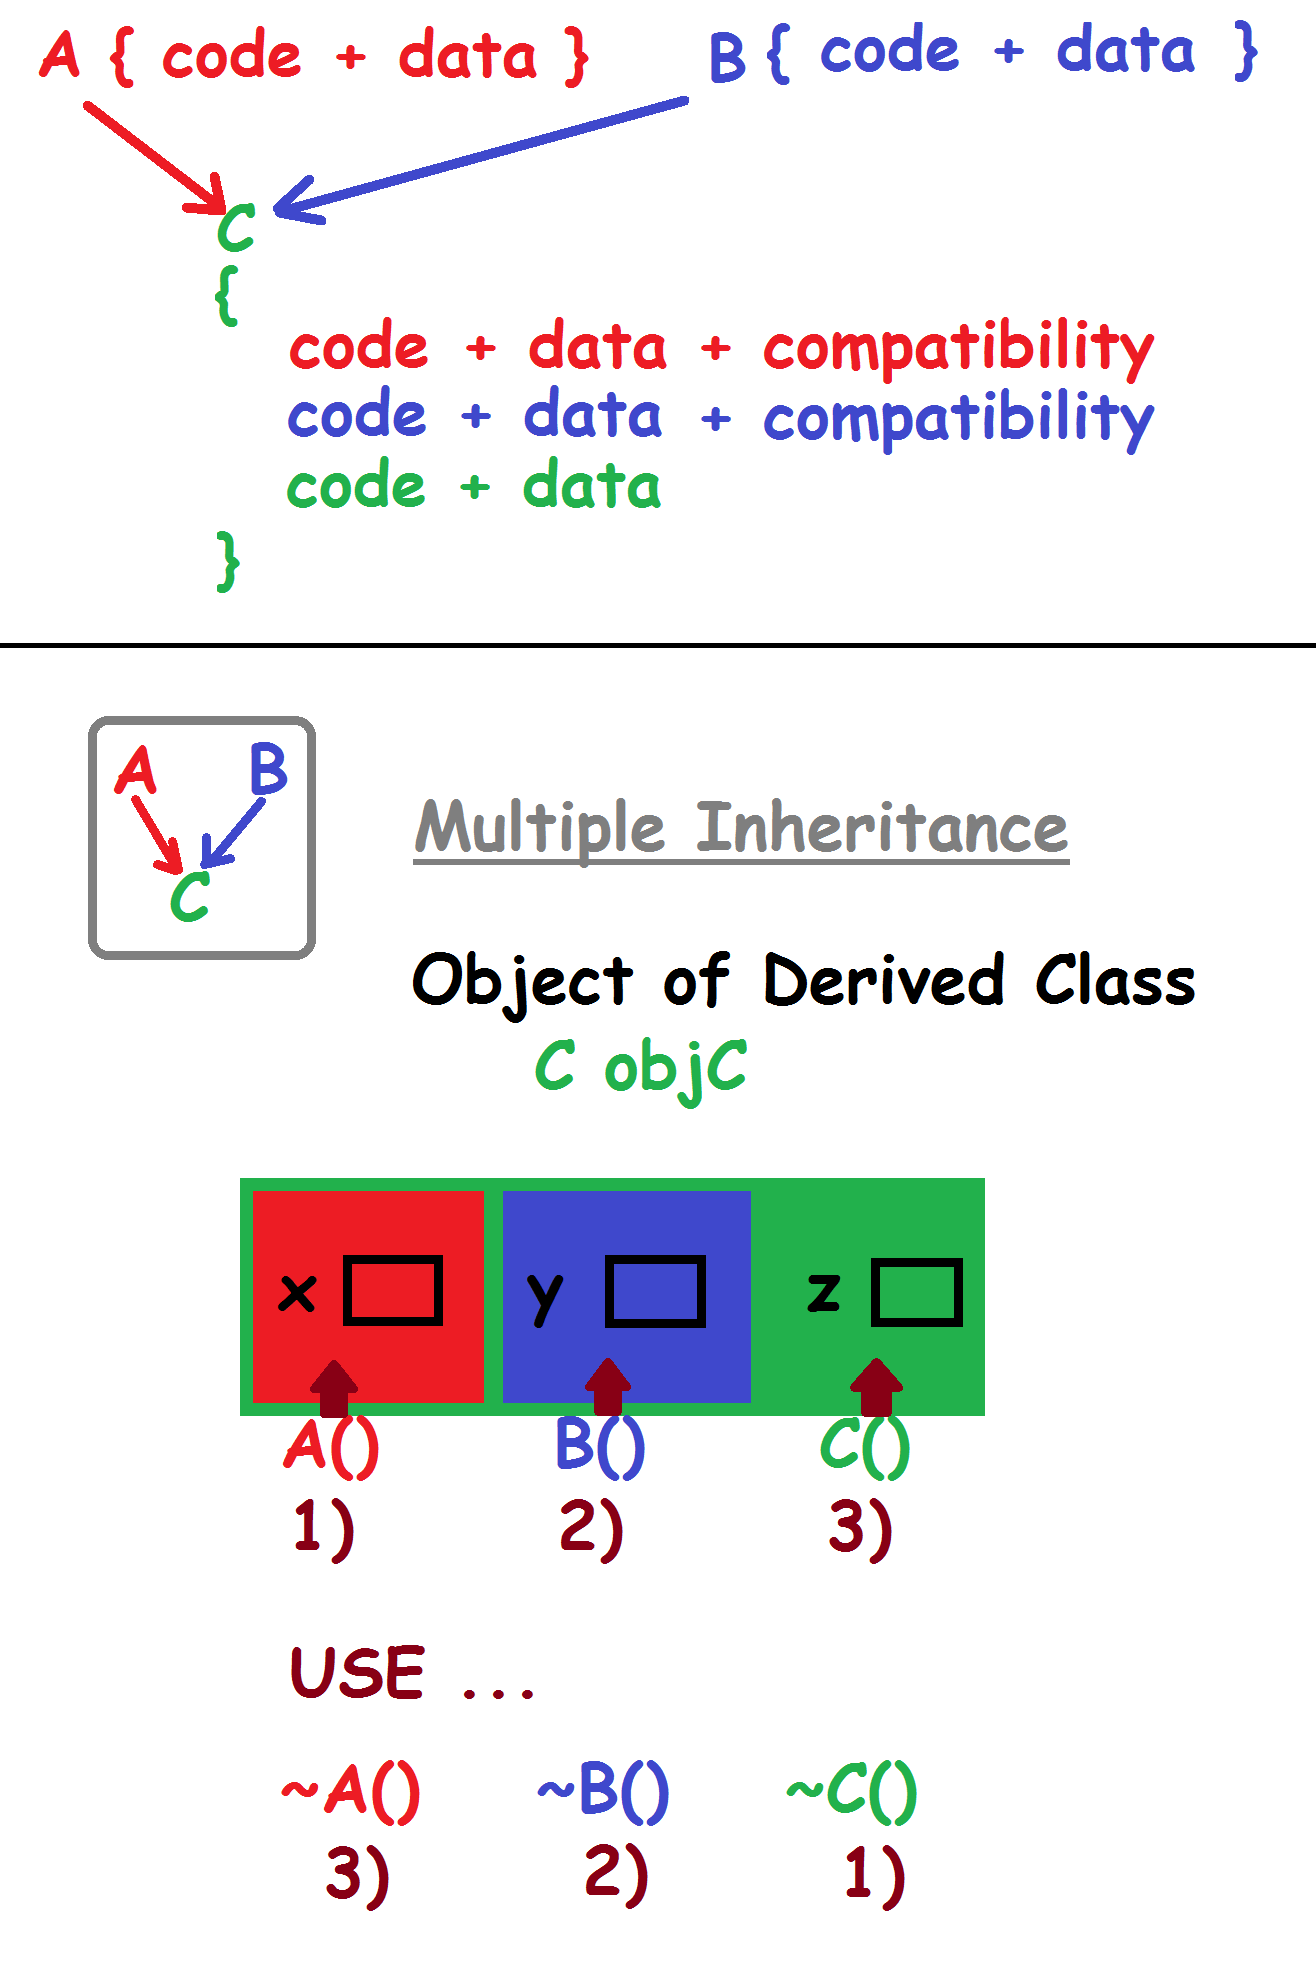 A { code + data } B { code + data }
C
{
code + data + compatibility
code + data + compatibility
code + data
}
A B
C
Multiple Inheritance
Object of Derived Class
C objC
x y z
A() B() C()
1) 2) 3)
USE ...
~A() ~B() ~C()
3) 2) 1)